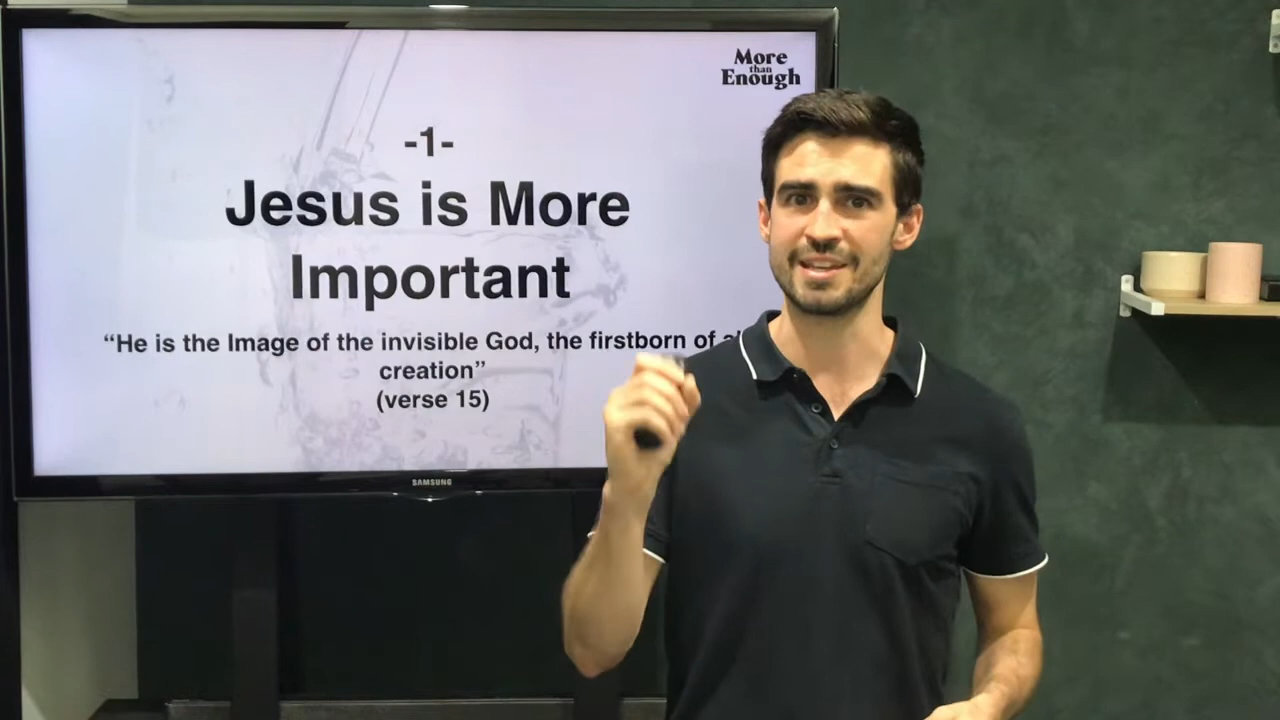 More
than
Enough
-1-
Jesus is More
Important
“He is the Image of the invisible God, the firstborn of
creation”
(verse 15)
SAMSUNG